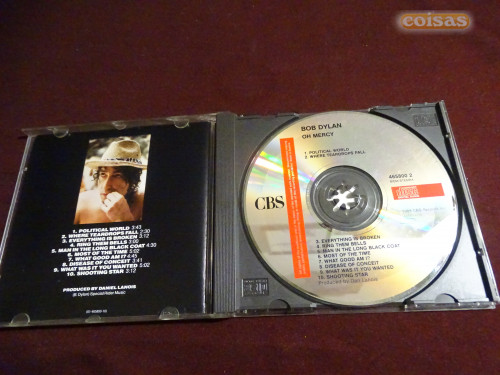 coisas
1. POLITICAL WORLD 3:43
2. WHERE TEARDROPS FALL 2:30
3. EVERYTHING IS BROKEN 3:12
4. RING THEM BELLS 3:00
5. MAN IN THE LONG BLACK COAT 4:30
6. MOST OF THE TIME 5:02
7. WHAT GOOD AM I? 4:45
8. DISEASE OF CONCEIT 3:41
9. WHAT WAS IT YOU WANTED 5:02
10. SHOOTING STAR 3:12
PRODUCED BY DANIEL LANOIS
BOB DYLAN
OH MERCY
1. POLITICAL WORLD
2. WHERE TEARDROPS FALL
CBS
465800 2
3. EVERYTHING IS BROKEN
4. RING THEM BELLS
5. MAN IN THE LONG BLACK COAT
6. MOST OF THE TIME
7. WHAT GOOD AM I?
8. DISEASE OF CONCEIT
9. WHAT WAS IT YOU WANTED
10. SHOOTING STAR
Produced by Daniel Lanois